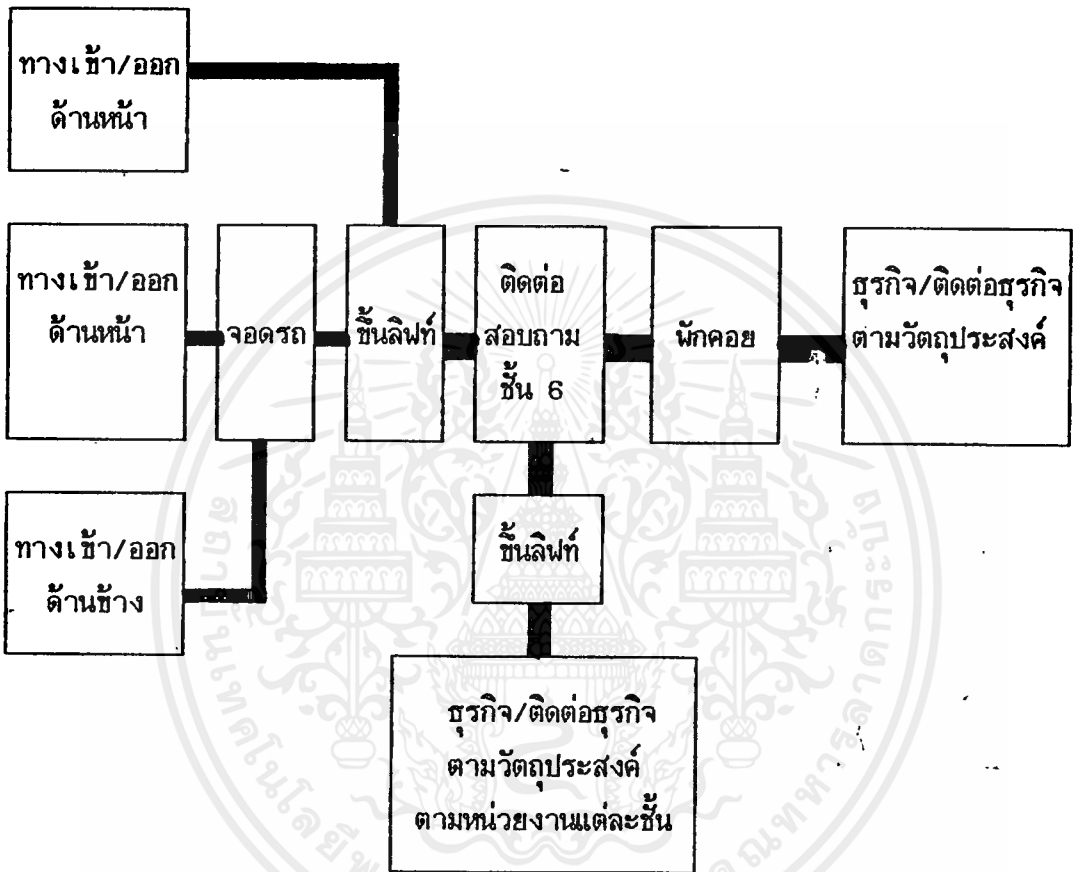 ทางเข้า/ออก
ด้านหน้า
ทางเข้า/ออก
ด้านหน้า
จอดรถ
ขึ้นลิฟท์
ติดต่อ
สอบถาม
ชั้น 6
พักคอย
ธุรกิจ/ติดต่อธุรกิจ
ตามวัตถุประสงค์
ทางเข้า/ออก
ด้านข้าง
ขึ้นลิฟท์
ธุรกิจ/ติดต่อธุรกิจ
ตามวัตถุประสงค์
ตามหน่วยงานแต่ละชั้น